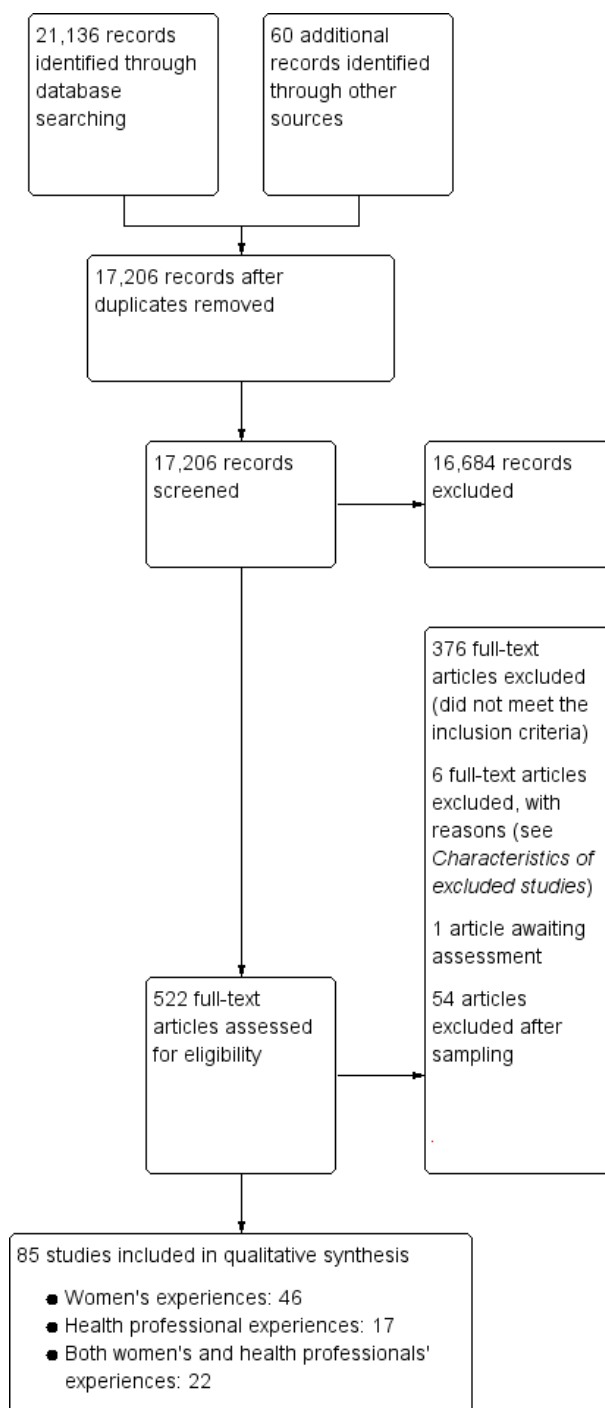 21,136 records
identified through
database
searching
60 additional
records identified
through other
sources
17,206 records after
duplicates removed
17,206 records
screened
16,684 records
excluded
376 full-text
articles excluded
(did not meet the
inclusion criteria)
6 full-text articles
excluded, with
reasons (see
Characteristics of
excluded studies)
1 article awaiting
assessment
54 articles
excluded after
sampling
522 full-text
articles assessed
for eligibility
85 studies included in qualitative synthesis
● Women's experiences: 46
● Health professional experiences: 17
● Both women's and health professionals'
experiences: 22